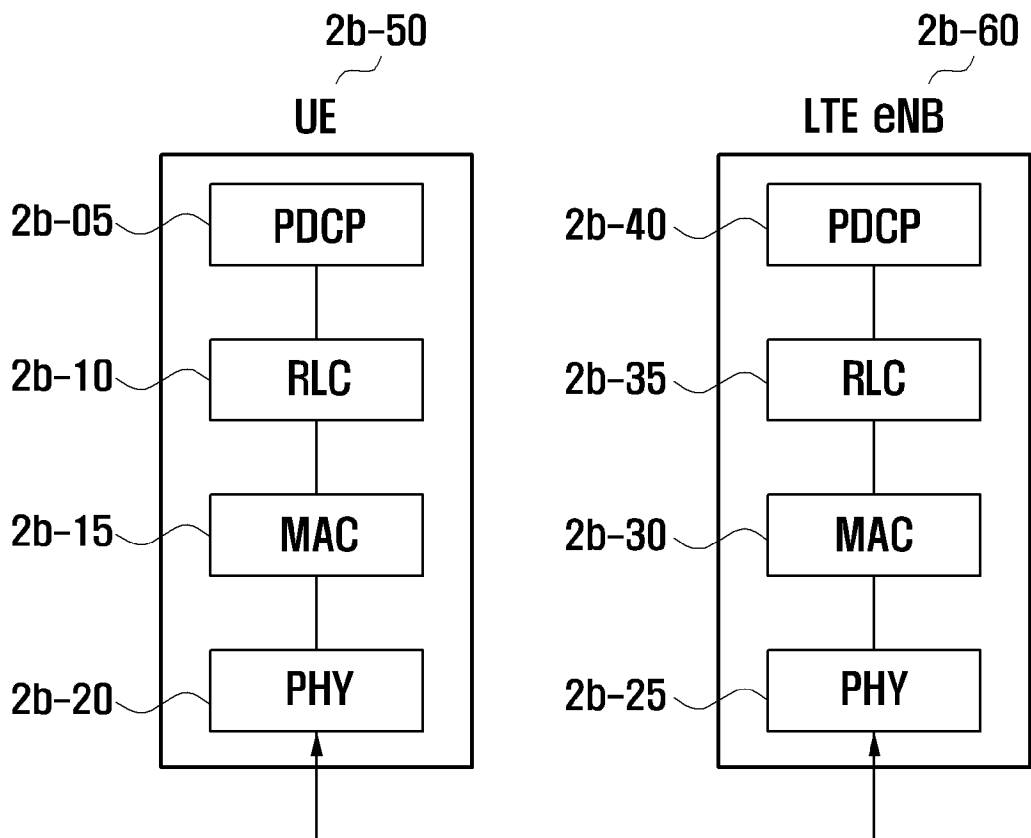 2b-50
2b-60
UE
LTE eNB
2b-05
PDCP
2b-40
PDCP
2b-10
RLC
2b-35
RLC
2b-15
MAC
2b-30
MAC
2b-20
PHY
2b-25
PHY